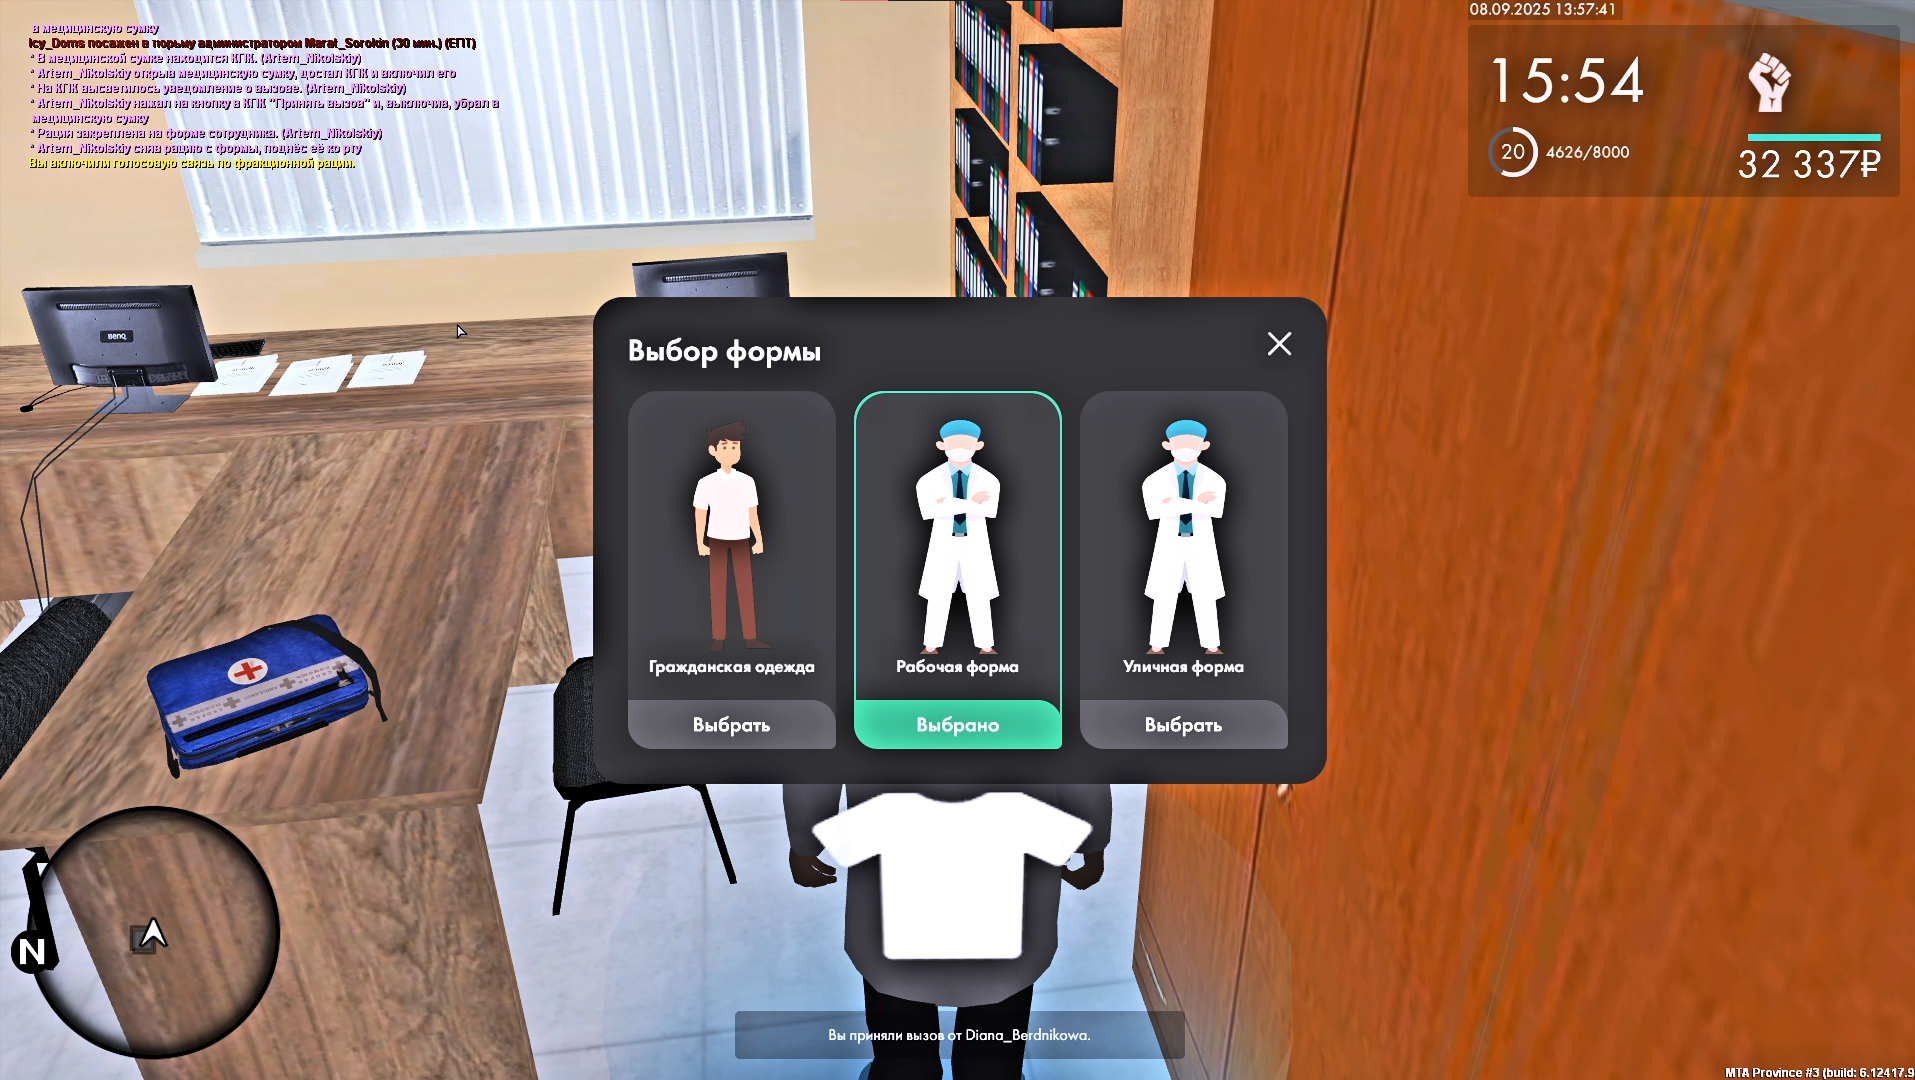 в медицинскую сумку
Icy_Doms посажен в тюрьму администратором Marat_Sorokin (30 мин.) (ЕПТ)
* В медицинской сумке находится КПК. (Artem_Nikolskiy)
* Artem_Nikolskiy открыв медицинскую сумку, достал КПК и включил его
* На КПК высветилось уведомление о вызове. (Artem_Nikolskiy)
* Artem_Nikolskiy нажал на кнопку в КПК "Принять вызов" и, выключив, убрал в
медицинскую сумку
* Рация закреплена на форме сотрудника. (Artem_Nikolskiy)
* Artem_Nikolskiy сняв рацию с формы, поднёс её ко рту
Вы включили голосовую связь по фракционной рации.
08.09.2025 13:57:41
15:54
20 4626/8000
32 337₽
BenQ
Выбор формы
Гражданская одежда
Рабочая форма
Уличная форма
Выбрать
Выбрано
Выбрать
N
Вы приняли вызов от Diana_Berdnikowa.
MTA Province #3 (build: 6.12417.9